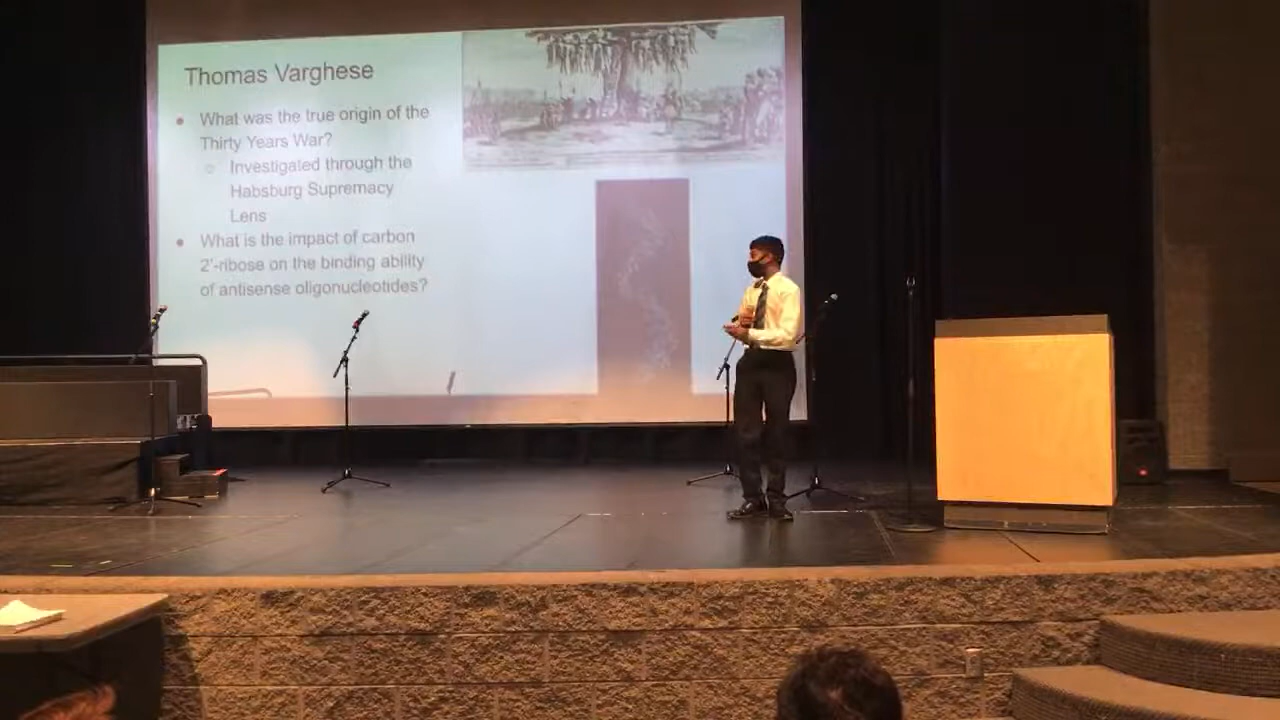 Thomas Varghese
● What was the true origin of the
Thirty Years War?
○ Investigated through the
Habsburg Supremacy
Lens
● What is the impact of carbon
2'-ribose on the binding ability
of antisense oligonucleotides?